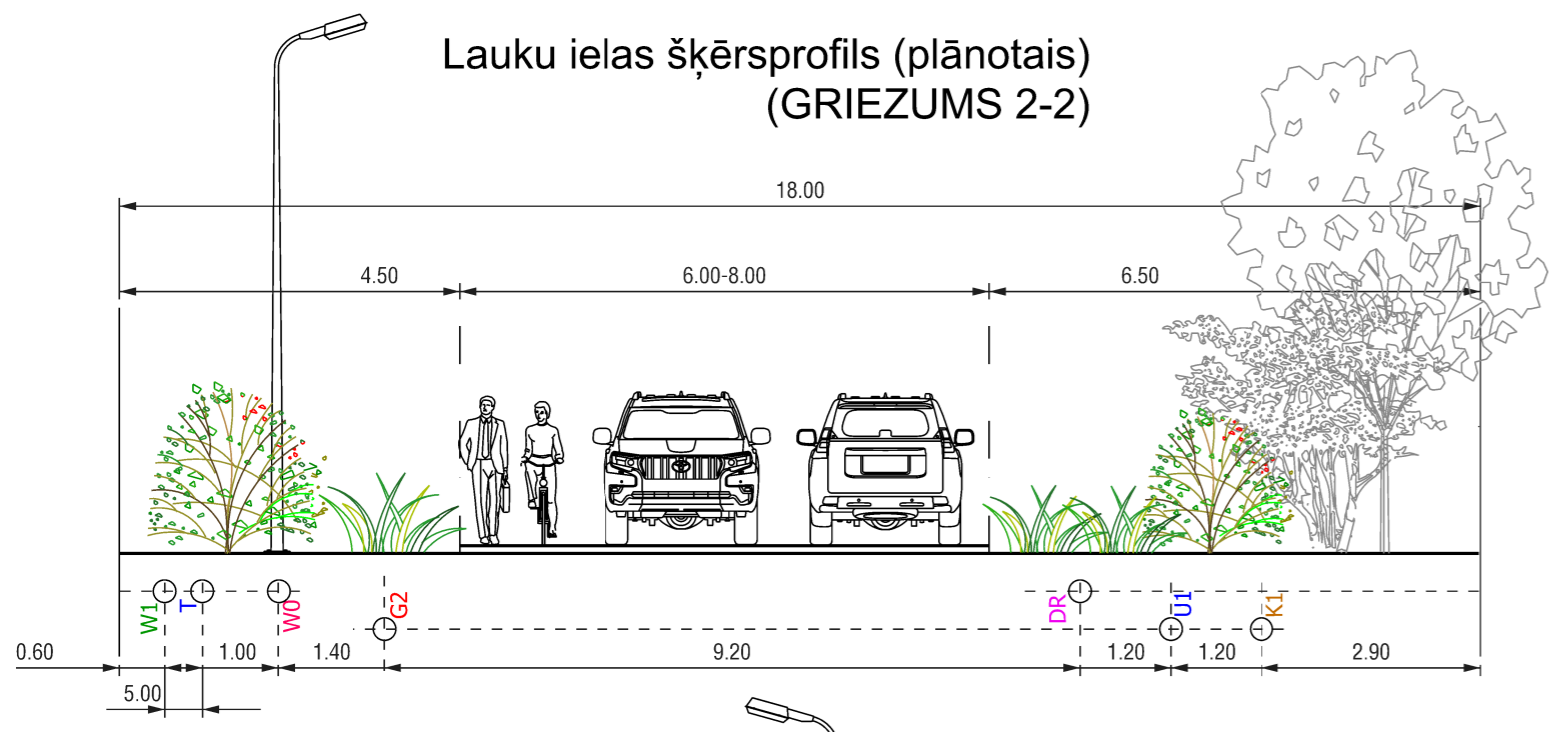 Lauku ielas šķērsprofils (plānotais)
(GRIEZUMS 2-2)
18.00
4.50 6.00-8.00 6.50
W1 T W0 G2 DR U1 K1
0.60 1.00 1.40 9.20 1.20 1.20 2.90
5.00